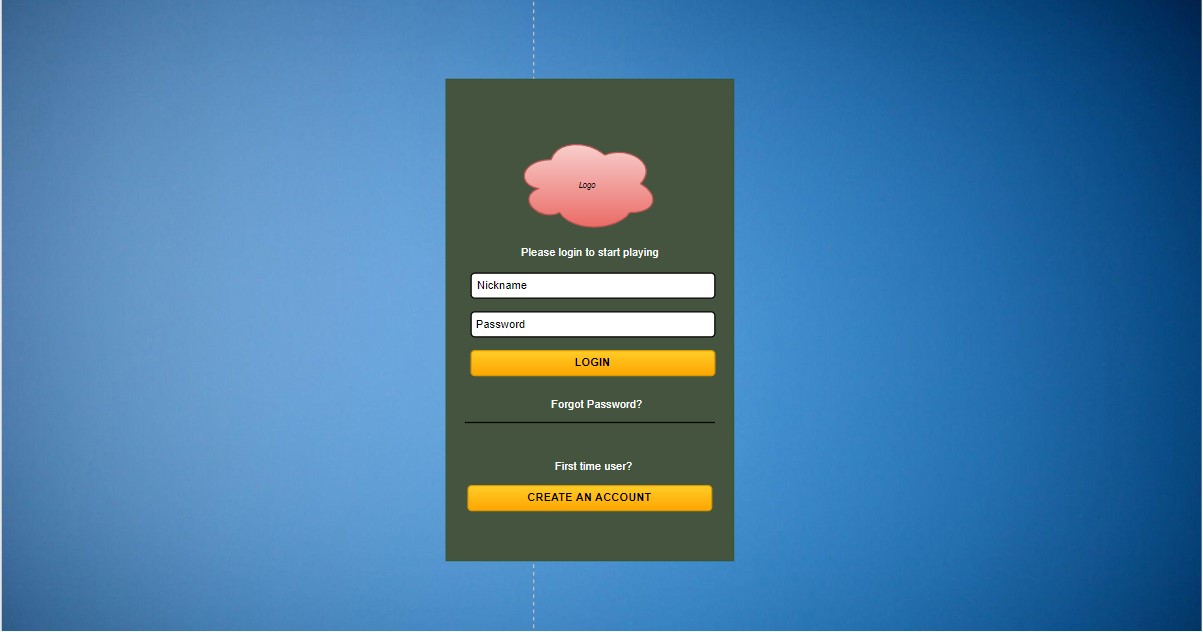 Logo
Please login to start playing
Nickname
Password
LOGIN
Forgot Password?
First time user?
CREATE AN ACCOUNT